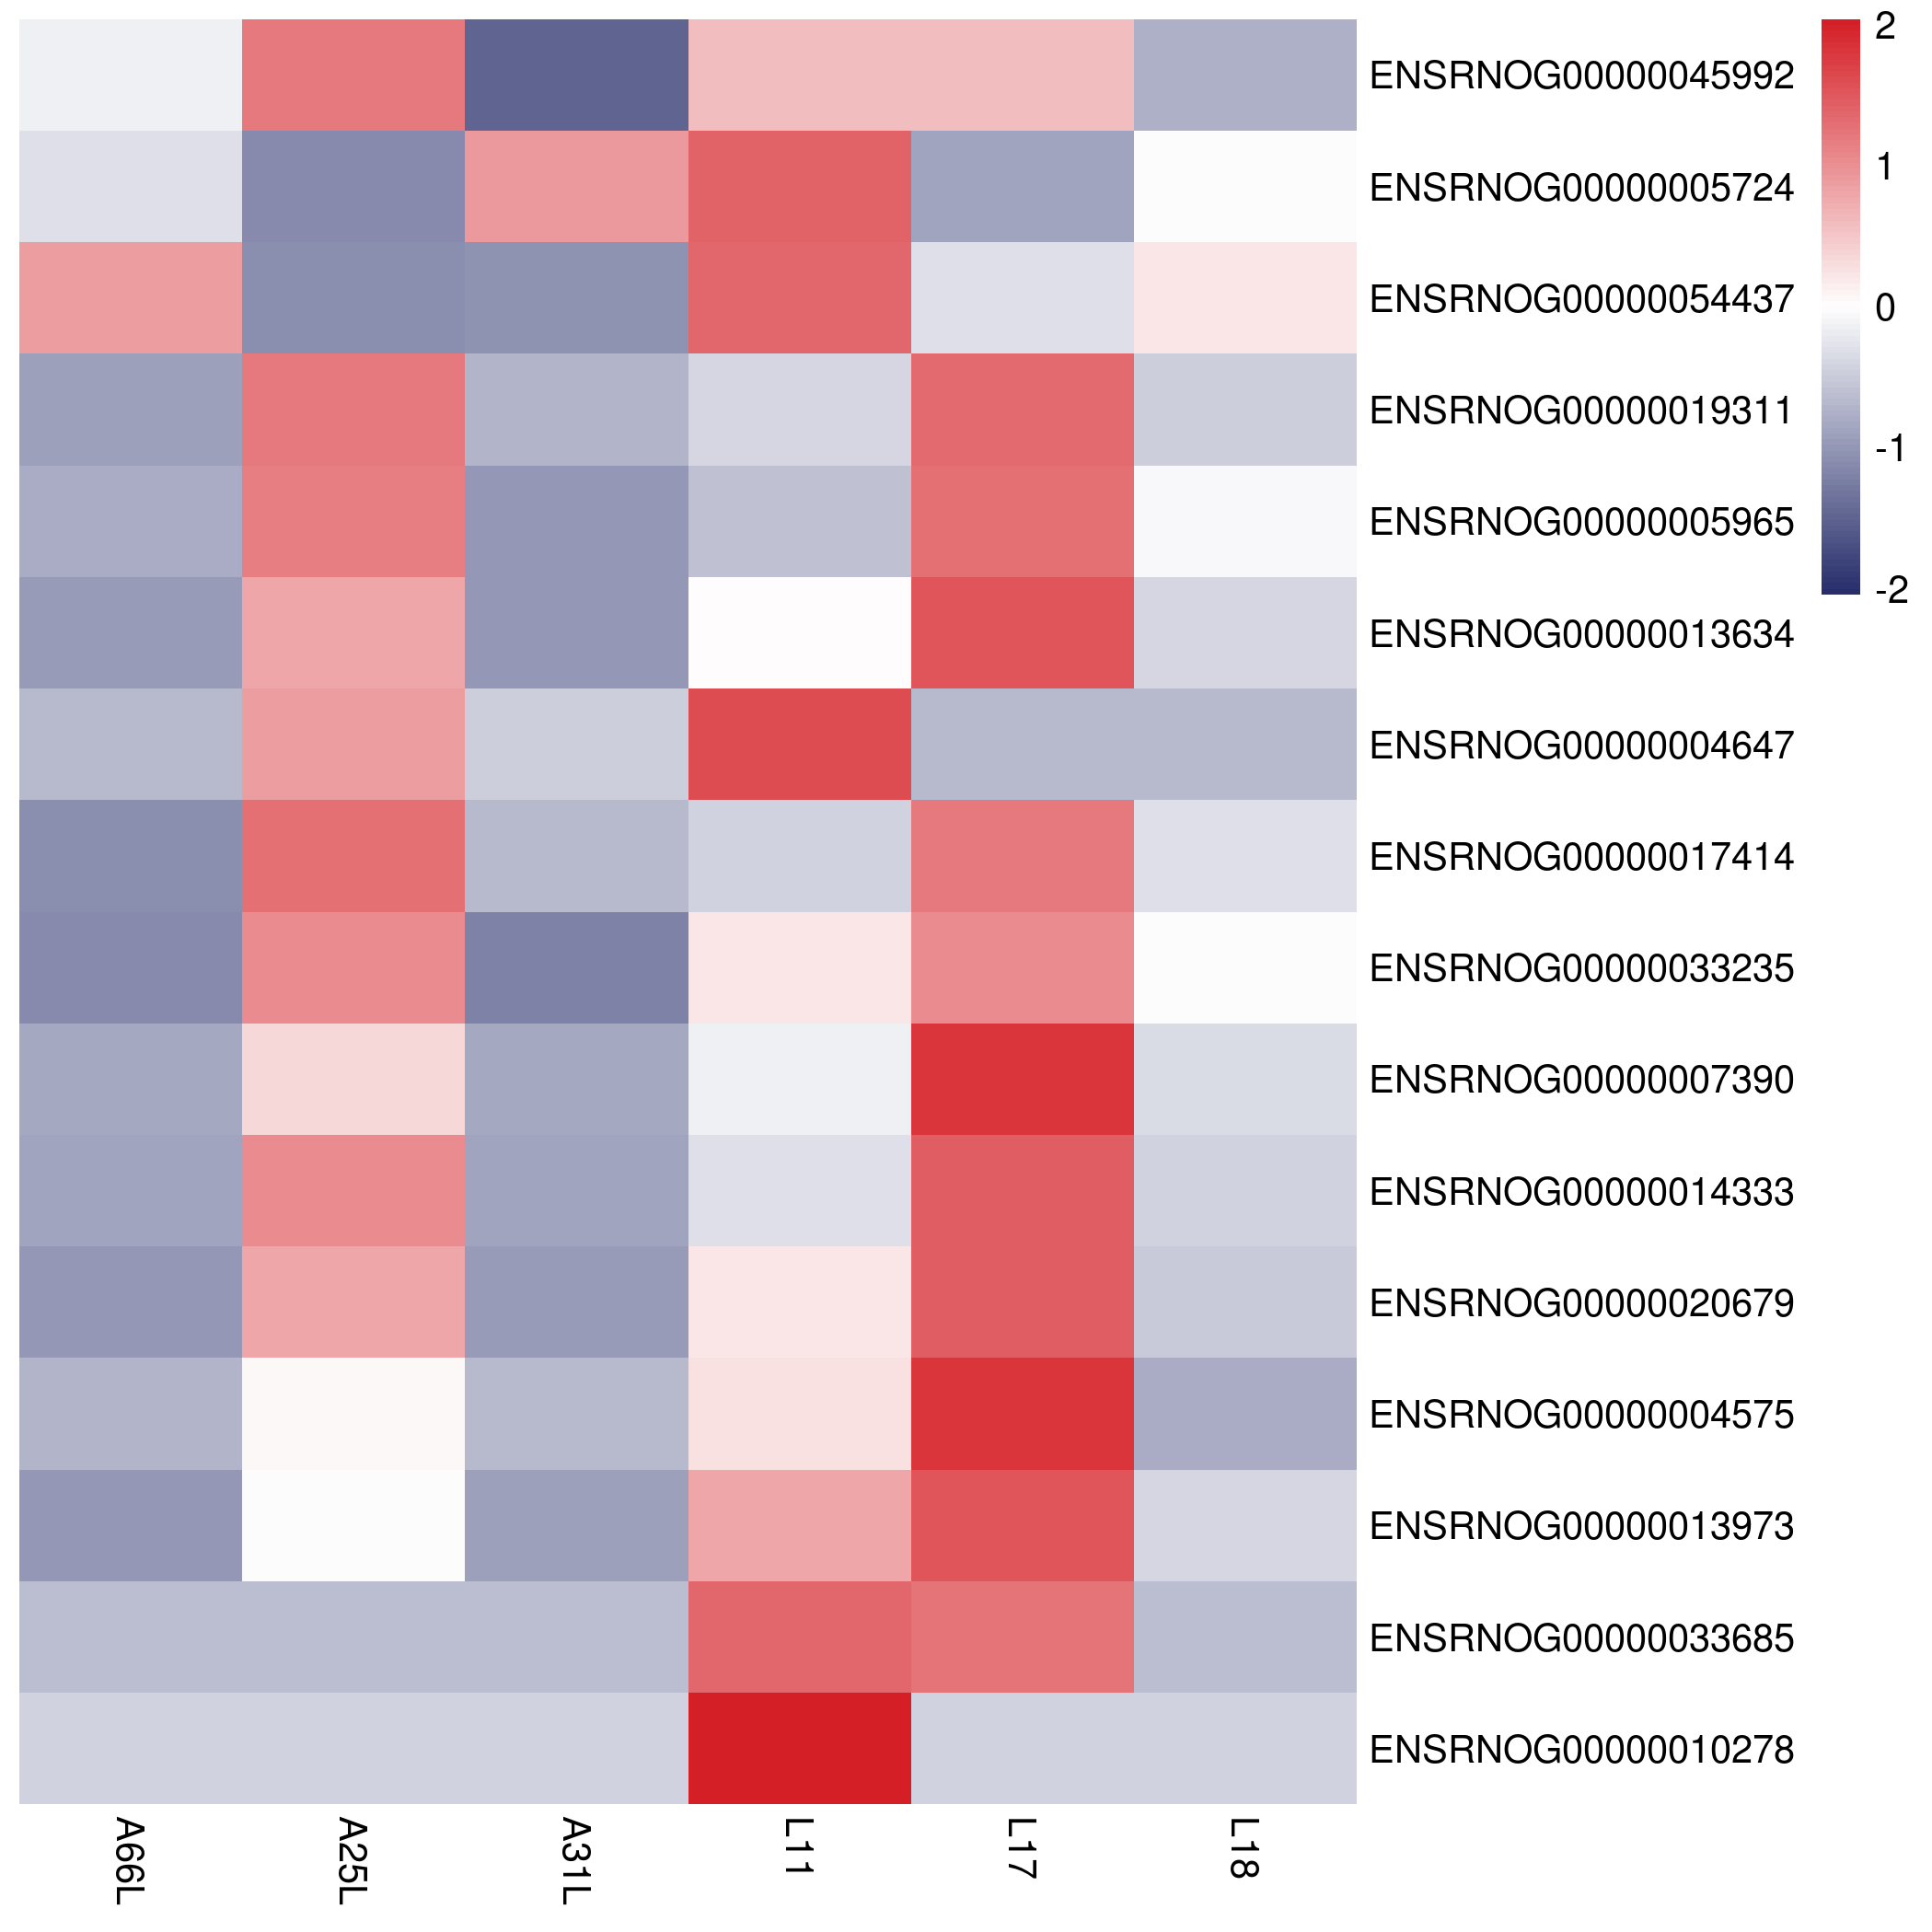 ENSRNOG00000045992
ENSRNOG00000005724
ENSRNOG00000054437
ENSRNOG00000019311
ENSRNOG00000005965
ENSRNOG00000013634
ENSRNOG00000004647
ENSRNOG00000017414
ENSRNOG00000033235
ENSRNOG00000007390
ENSRNOG00000014333
ENSRNOG00000020679
ENSRNOG00000004575
ENSRNOG00000013973
ENSRNOG00000033685
ENSRNOG00000010278
2
1
0
-1
-2
A66L
A25L
A31L
L11
L17
L18